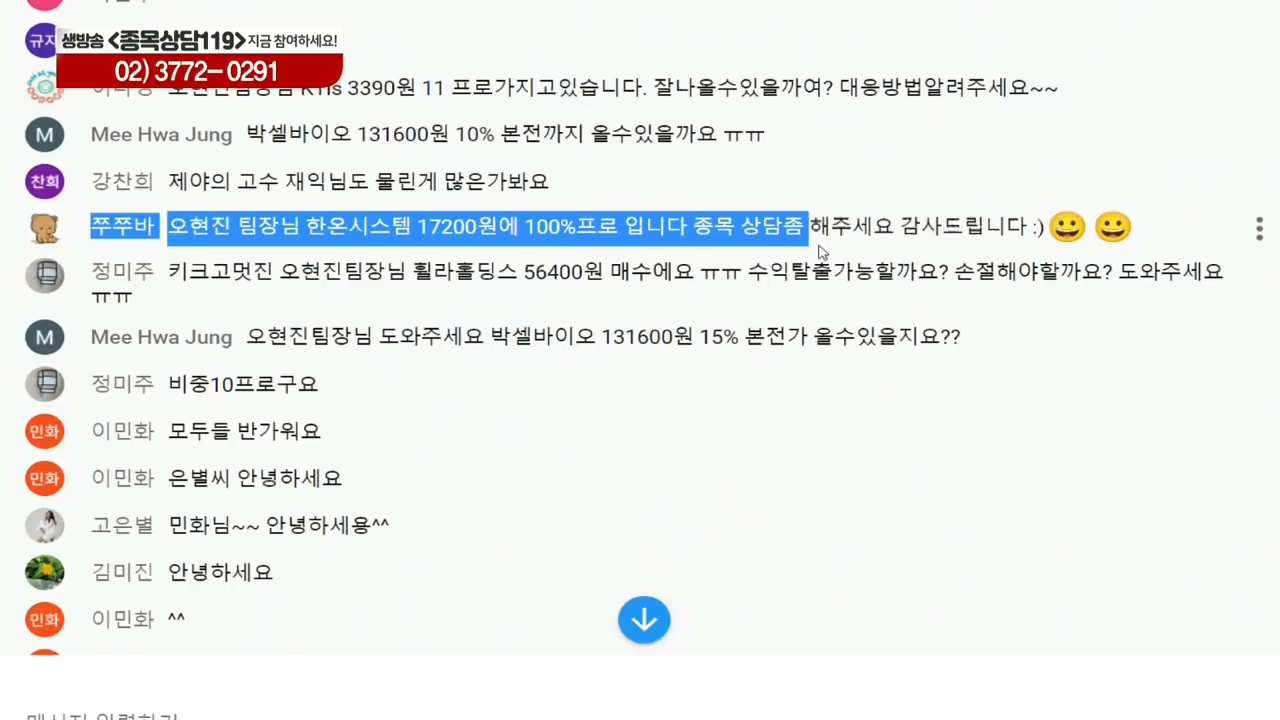 규지
생방송 <종목상담119> 지금 참여하세요!
02) 3772-0291
3390원 11 프로가지고있습니다. 잘나올수있을까여? 대응방법알려주세요~~
M Mee Hwa Jung 박셀바이오 131600원 10% 본전까지 올수있을까요 ㅠㅠ
찬희 강찬희 제야의 고수 재익님도 물린게 많은가봐요
쭈쭈바 오현진 팀장님 한온시스템 17200원에 100%프로 입니다 종목 상담좀 해주세요 감사드립니다 :) 😀 😀
정미주 키크고멋진 오현진팀장님 휠라홀딩스 56400원 매수에요 ㅠㅠ 수익탈출가능할까요? 손절해야할까요? 도와주세요
ㅠㅠ
M Mee Hwa Jung 오현진팀장님 도와주세요 박셀바이오 131600원 15% 본전가 올수있을지요??
정미주 비중10프로구요
민화 이민화 모두들 반가워요
민화 이민화 은별씨 안녕하세요
고은별 민화님~~ 안녕하세용^^
김미진 안녕하세요
민화 이민화 ^^